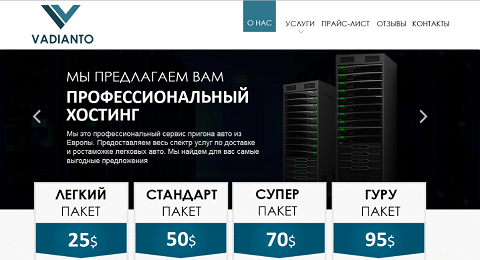 VADIANTO
О НАС УСЛУГИ ПРАЙС-ЛИСТ ОТЗЫВЫ КОНТАКТЫ
МЫ ПРЕДЛАГАЕМ ВАМ
ПРОФЕССИОНАЛЬНЫЙ
ХОСТИНГ
Мы это профессиональный сервис пригона авто из
Европы. Предоставляем весь спектр услуг по доставке
и ростаможке легковых авто. Мы найдем для вас самые
выгодные предложения
ЛЕГКИЙ ПАКЕТ
25$
СТАНДАРТ ПАКЕТ
50$
СУПЕР ПАКЕТ
70$
ГУРУ ПАКЕТ
95$